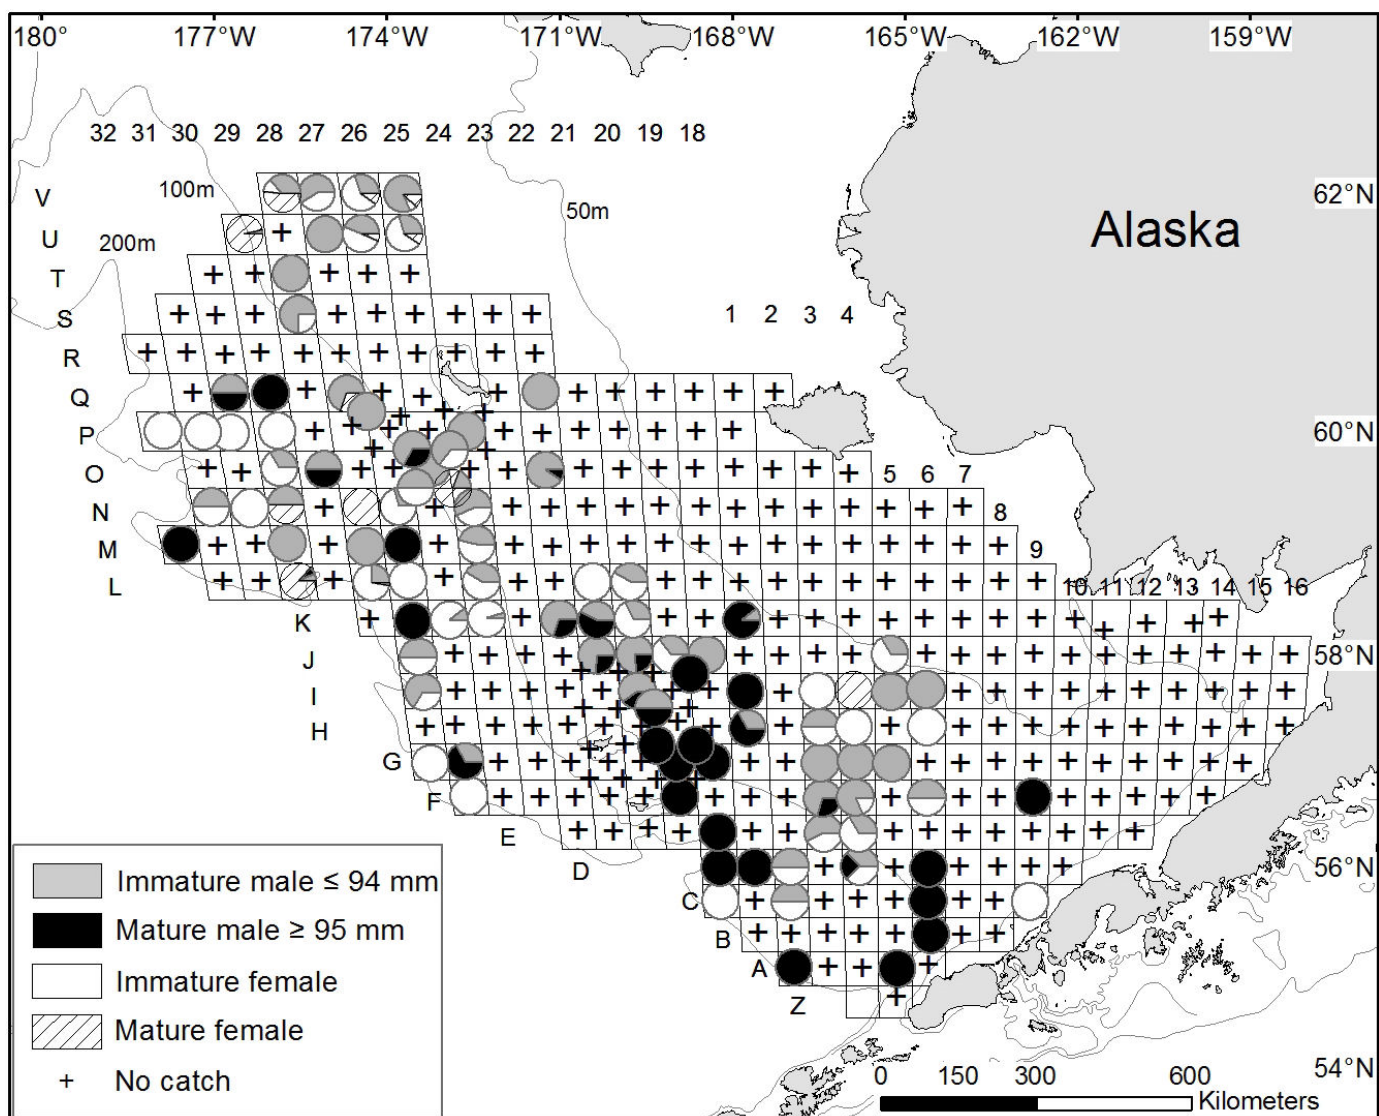 180° 177°W 174°W 171°W 168°W 165°W 162°W 159°W
32 31 30 29 28 27 26 25 24 23 22 21 20 19 18
100m
V
62°N
50m
Alaska
U
200m
T
S
1 2 3 4
R
Q
P
60°N
O
5 6 7
N
8
M
9
L
10 11 12 13 14 15 16
K
J
58°N
I
H
G
F
E
D
56°N
C
B
A
Z
Immature male ≤ 94 mm
Mature male ≥ 95 mm
Immature female
Mature female
+ No catch
54°N
0 150 300 600
Kilometers